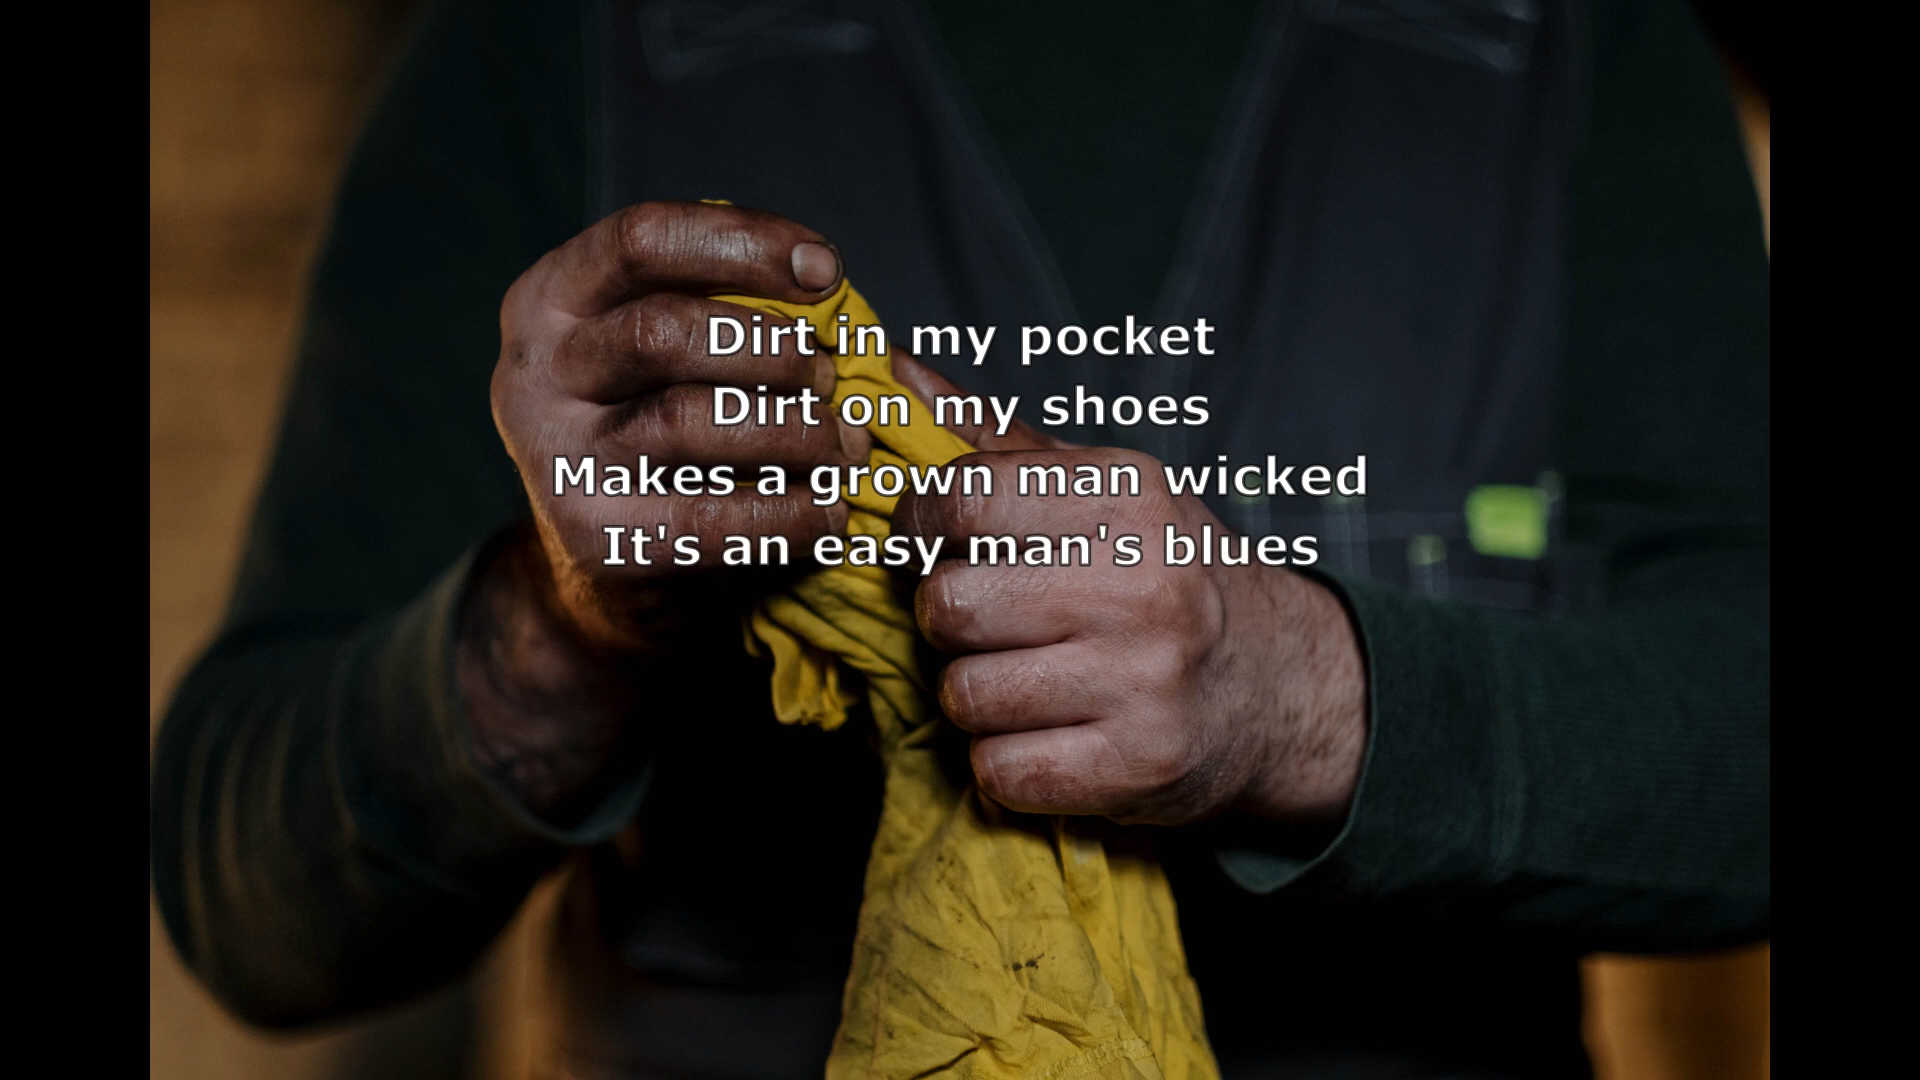 Dirt in my pocket
Dirt on my shoes
Makes a grown man wicked
It's an easy man's blues